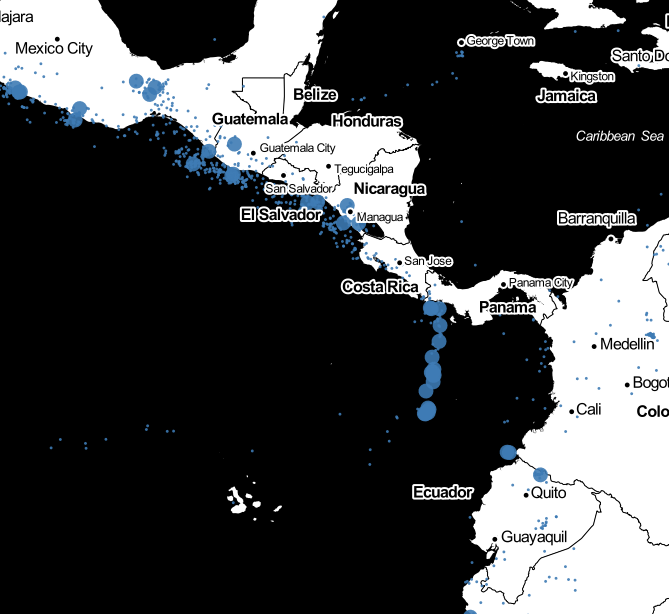 lajara
Mexico City
George Town
Santo Do
Kingston
Jamaica
Belize
Guatemala
Honduras
Caribbean Sea
Guatemala City
Tegucigalpa
San Salvador
Nicaragua
El Salvador
Managua
Barranquilla
San Jose
Costa Rica
Panama City
Panama
Medellin
Bogot
Cali
Colo
Ecuador
Quito
Guayaquil